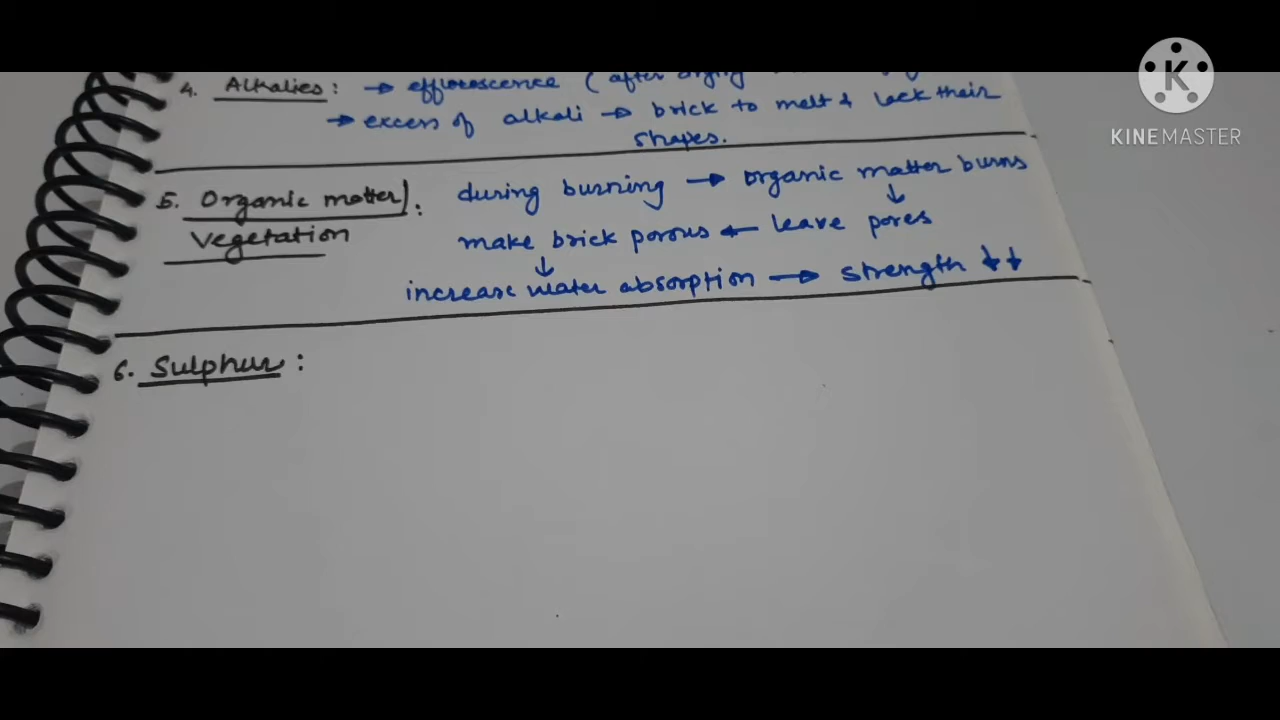 4. Alkalies : → efflorescence ( after drying
→ excess of alkali → brick to melt & lack their
shapes.
5. Organic matter/ : during burning → organic matter burns
Vegetation
↓
make brick porous ← leave pores
↓
increase water absorption → strength ↓↓
6. Sulphur :
K
KINEMASTER